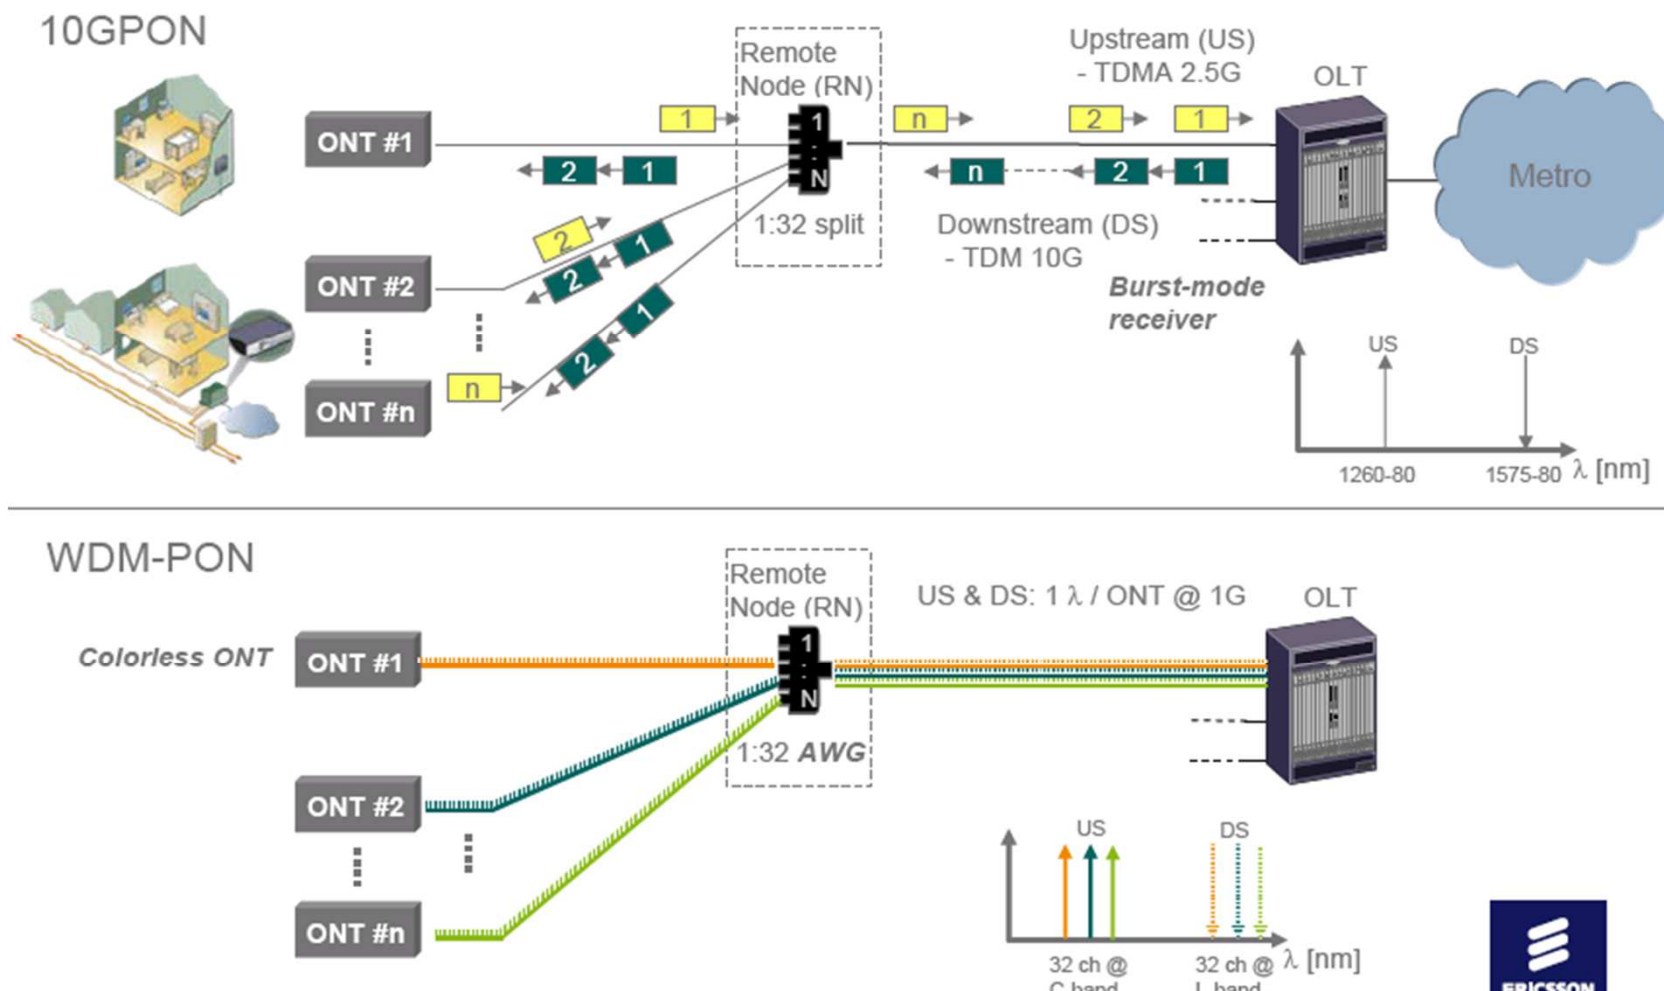 10GPON
Remote
Node (RN)
Upstream (US)
- TDMA 2.5G
OLT
ONT #1
1
1
n
2
1
2
1
n
2
1
N
Metro
1:32 split
Downstream (DS)
- TDM 10G
2
1
2
ONT #2
Burst-mode
receiver
1
2
n
ONT #n
US
DS
1260-80
1575-80
λ [nm]
WDM-PON
Remote
Node (RN)
US & DS: 1 λ / ONT @ 1G
OLT
Colorless ONT
ONT #1
1
N
1:32 AWG
ONT #2
US
DS
ONT #n
32 ch @
C band
32 ch @
L band
λ [nm]
ERICSSON